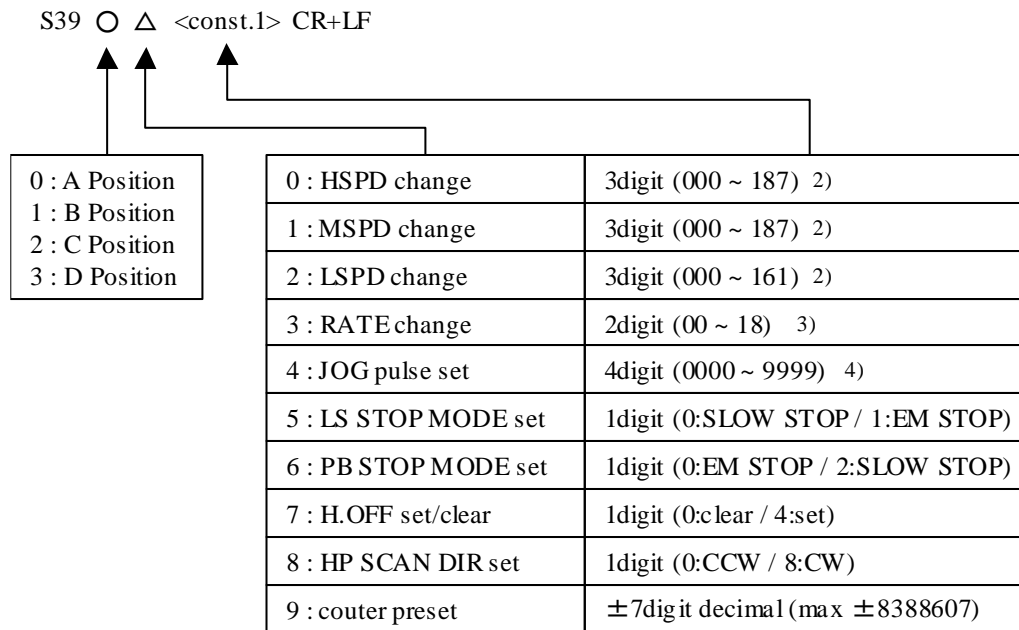 S39 ○ △ <const.1> CR+LF
0 : A Position
1 : B Position
2 : C Position
3 : D Position
0 : HSPD change 3digit (000 ~ 187) 2)
1 : MSPD change 3digit (000 ~ 187) 2)
2 : LSPD change 3digit (000 ~ 161) 2)
3 : RATE change 2digit (00 ~ 18) 3)
4 : JOG pulse set 4digit (0000 ~ 9999) 4)
5 : LS STOP MODE set 1digit (0:SLOW STOP / 1:EM STOP)
6 : PB STOP MODE set 1digit (0:EM STOP / 2:SLOW STOP)
7 : H.OFF set/clear 1digit (0:clear / 4:set)
8 : HP SCAN DIR set 1digit (0:CCW / 8:CW)
9 : couter preset ±7digit decimal (max ±8388607)